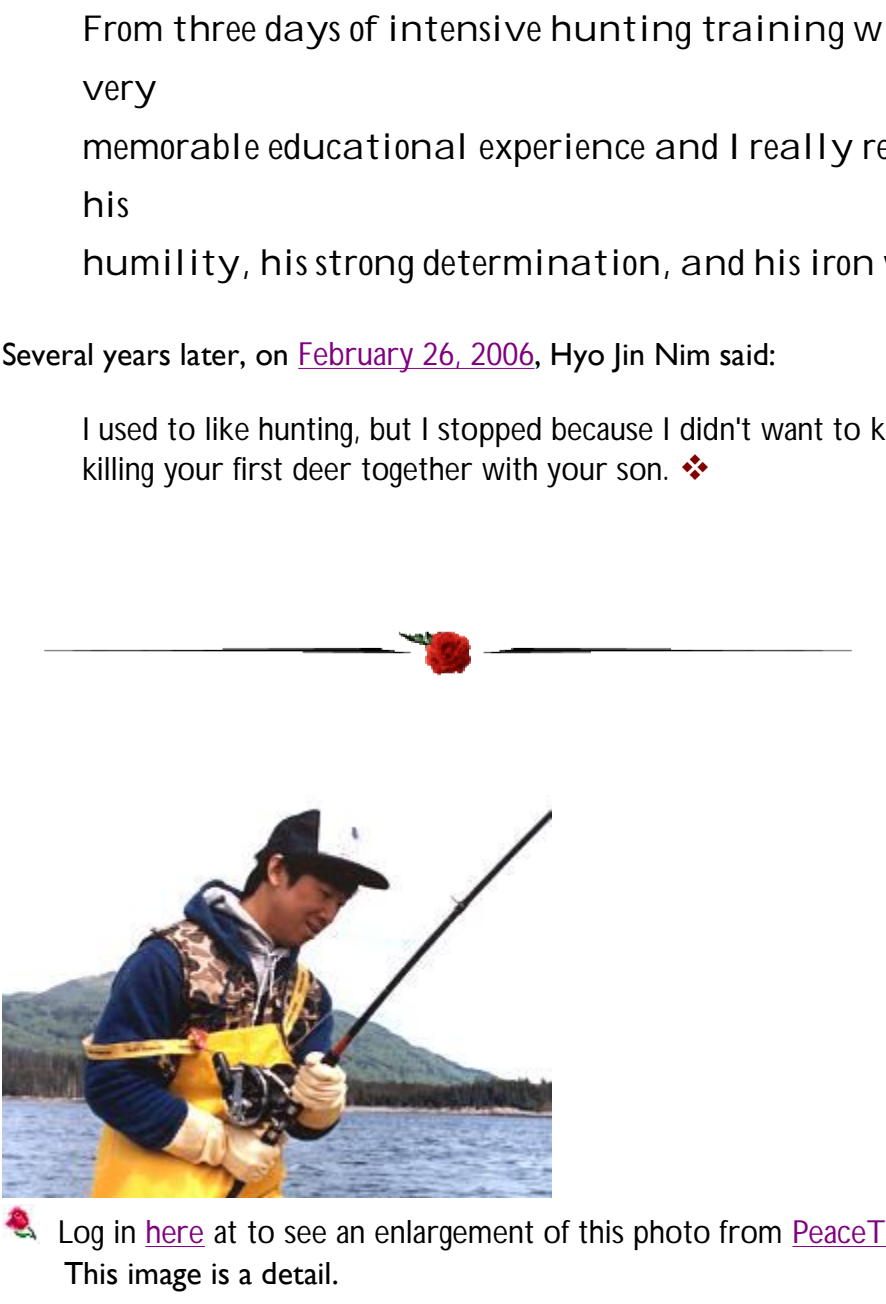 From three days of intensive hunting training w
very
memorable educational experience and I really re
his
humility, his strong determination, and his iron
Several years later, on February 26, 2006, Hyo Jin Nim said:
I used to like hunting, but I stopped because I didn't want to k
killing your first deer together with your son. ❖
Log in here at to see an enlargement of this photo from PeaceT
This image is a detail.